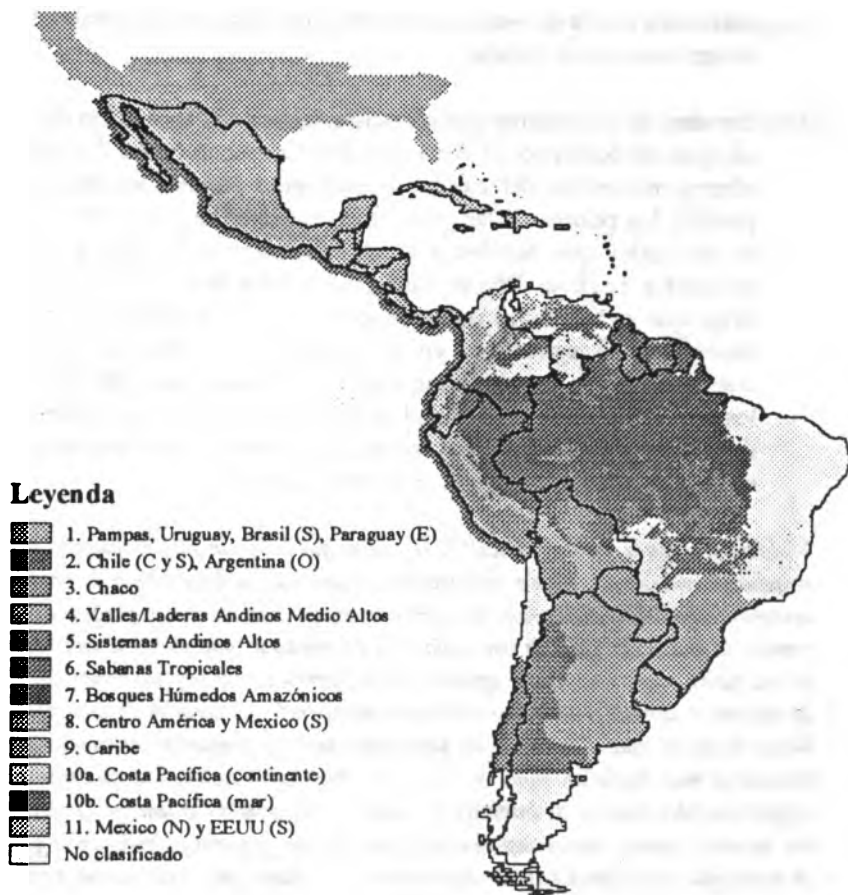 Leyenda
1. Pampas, Uruguay, Brasil (S), Paraguay (E)
2. Chile (C y S), Argentina (O)
3. Chaco
4. Valles/Laderas Andinos Medio Altos
5. Sistemas Andinos Altos
6. Sabanas Tropicales
7. Bosques Húmedos Amazónicos
8. Centro América y Mexico (S)
9. Caribe
10a. Costa Pacífica (continente)
10b. Costa Pacífica (mar)
11. Mexico (N) y EEUU (S)
No clasificado